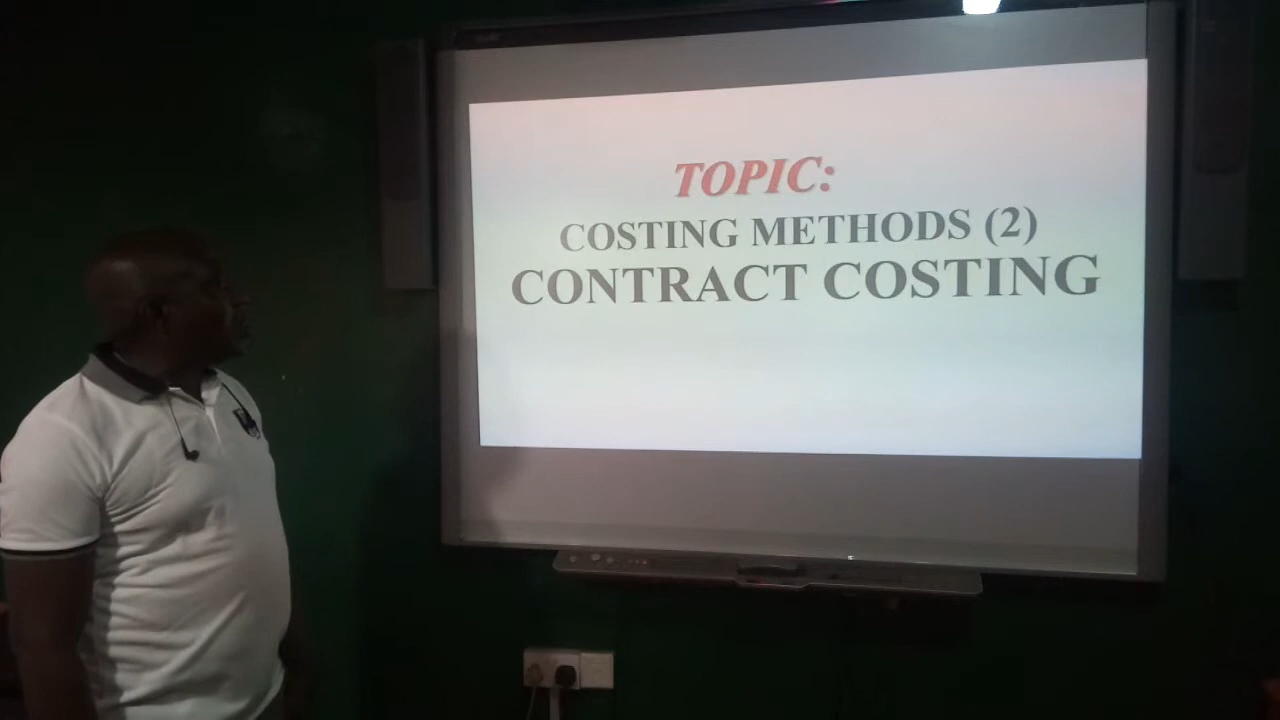 TOPIC:
COSTING METHODS (2)
CONTRACT COSTING